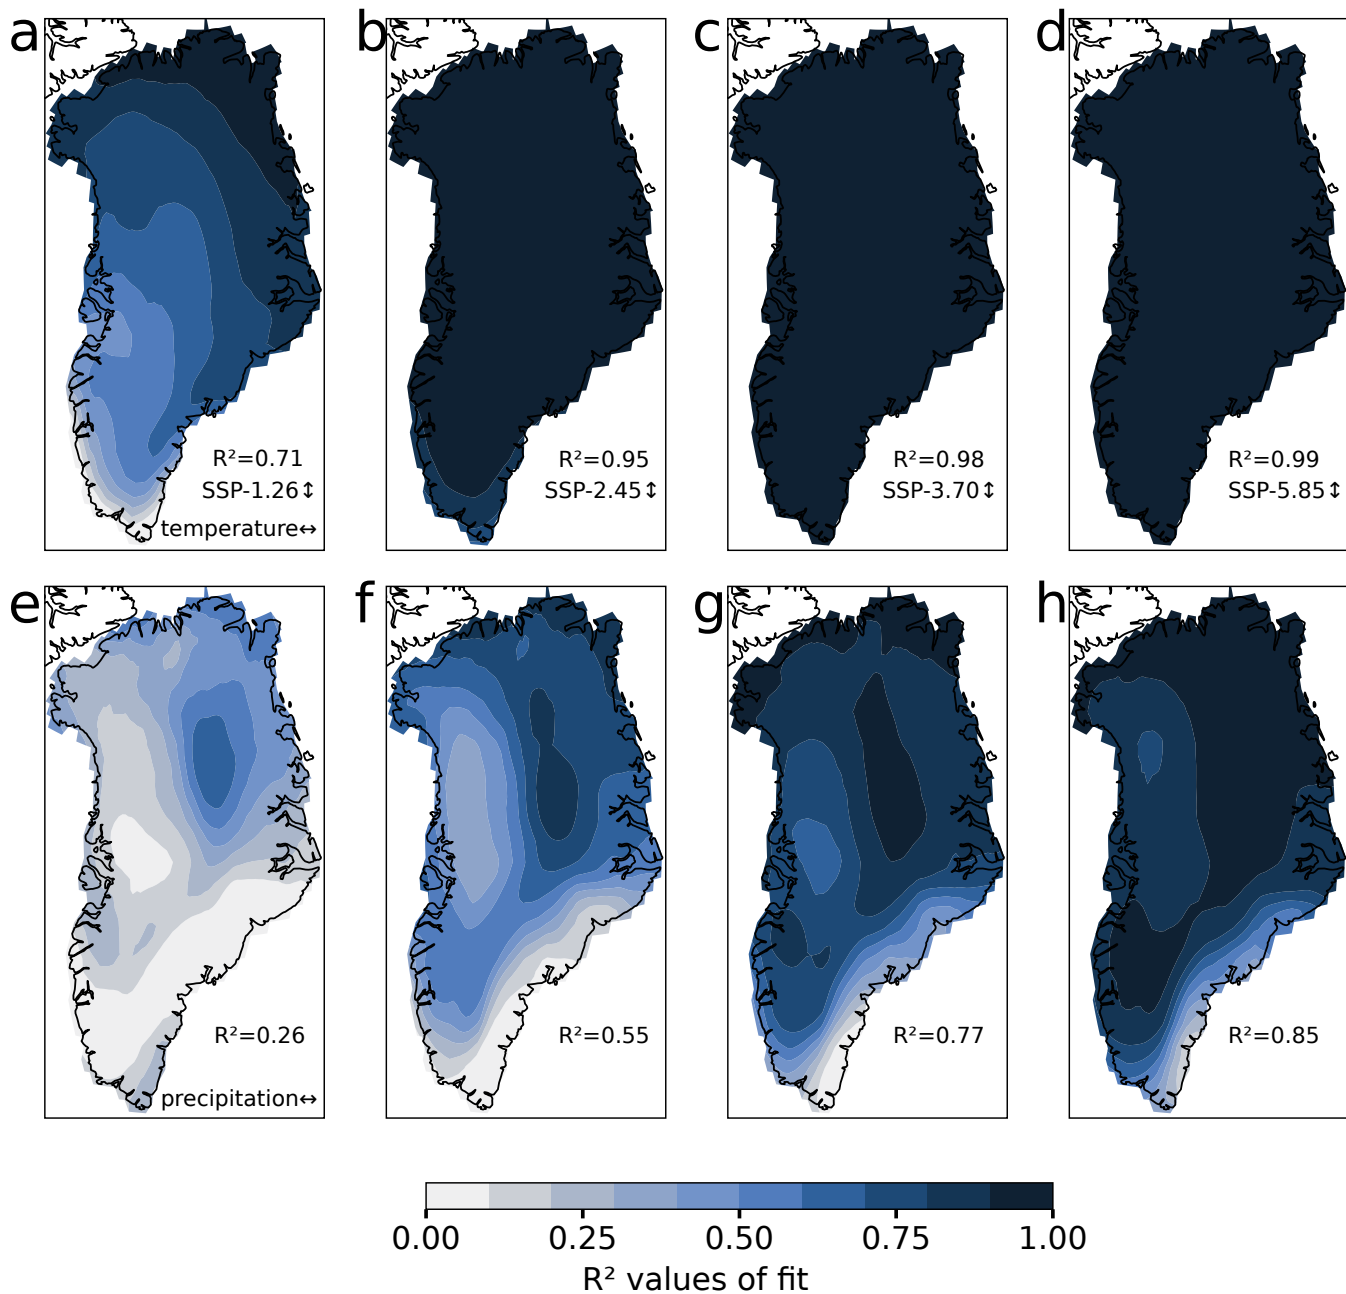 a
b
c
d
R²=0.71
SSP-1.26↕
temperature↔
R²=0.95
SSP-2.45↕
R²=0.98
SSP-3.70↕
R²=0.99
SSP-5.85↕
e
f
g
h
R²=0.26
precipitation↔
R²=0.55
R²=0.77
R²=0.85
0.00 0.25 0.50 0.75 1.00
R² values of fit